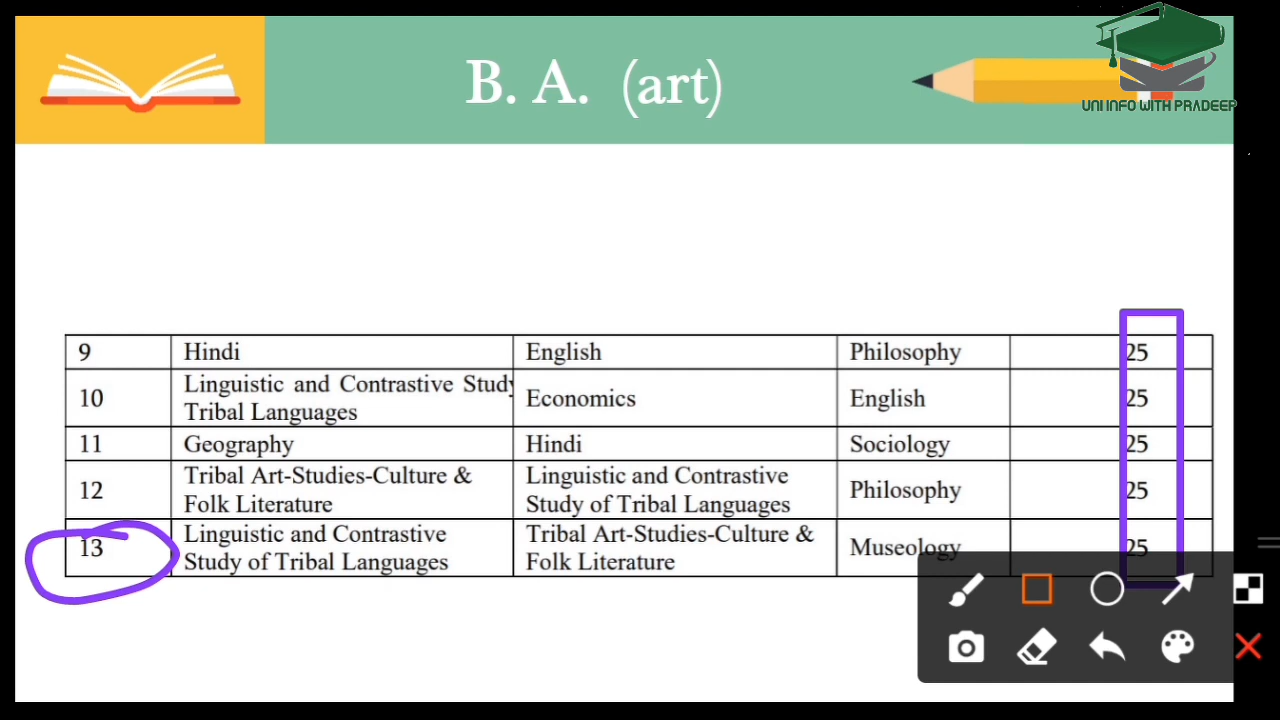 B. A. (art)
UNI INFO WITH PRADEEP
9 Hindi English Philosophy 25
10 Linguistic and Contrastive Study Tribal Languages Economics English 25
11 Geography Hindi Sociology 25
12 Tribal Art-Studies-Culture & Folk Literature Linguistic and Contrastive Study of Tribal Languages Philosophy 25
13 Linguistic and Contrastive Study of Tribal Languages Tribal Art-Studies-Culture & Folk Literature Museology 25